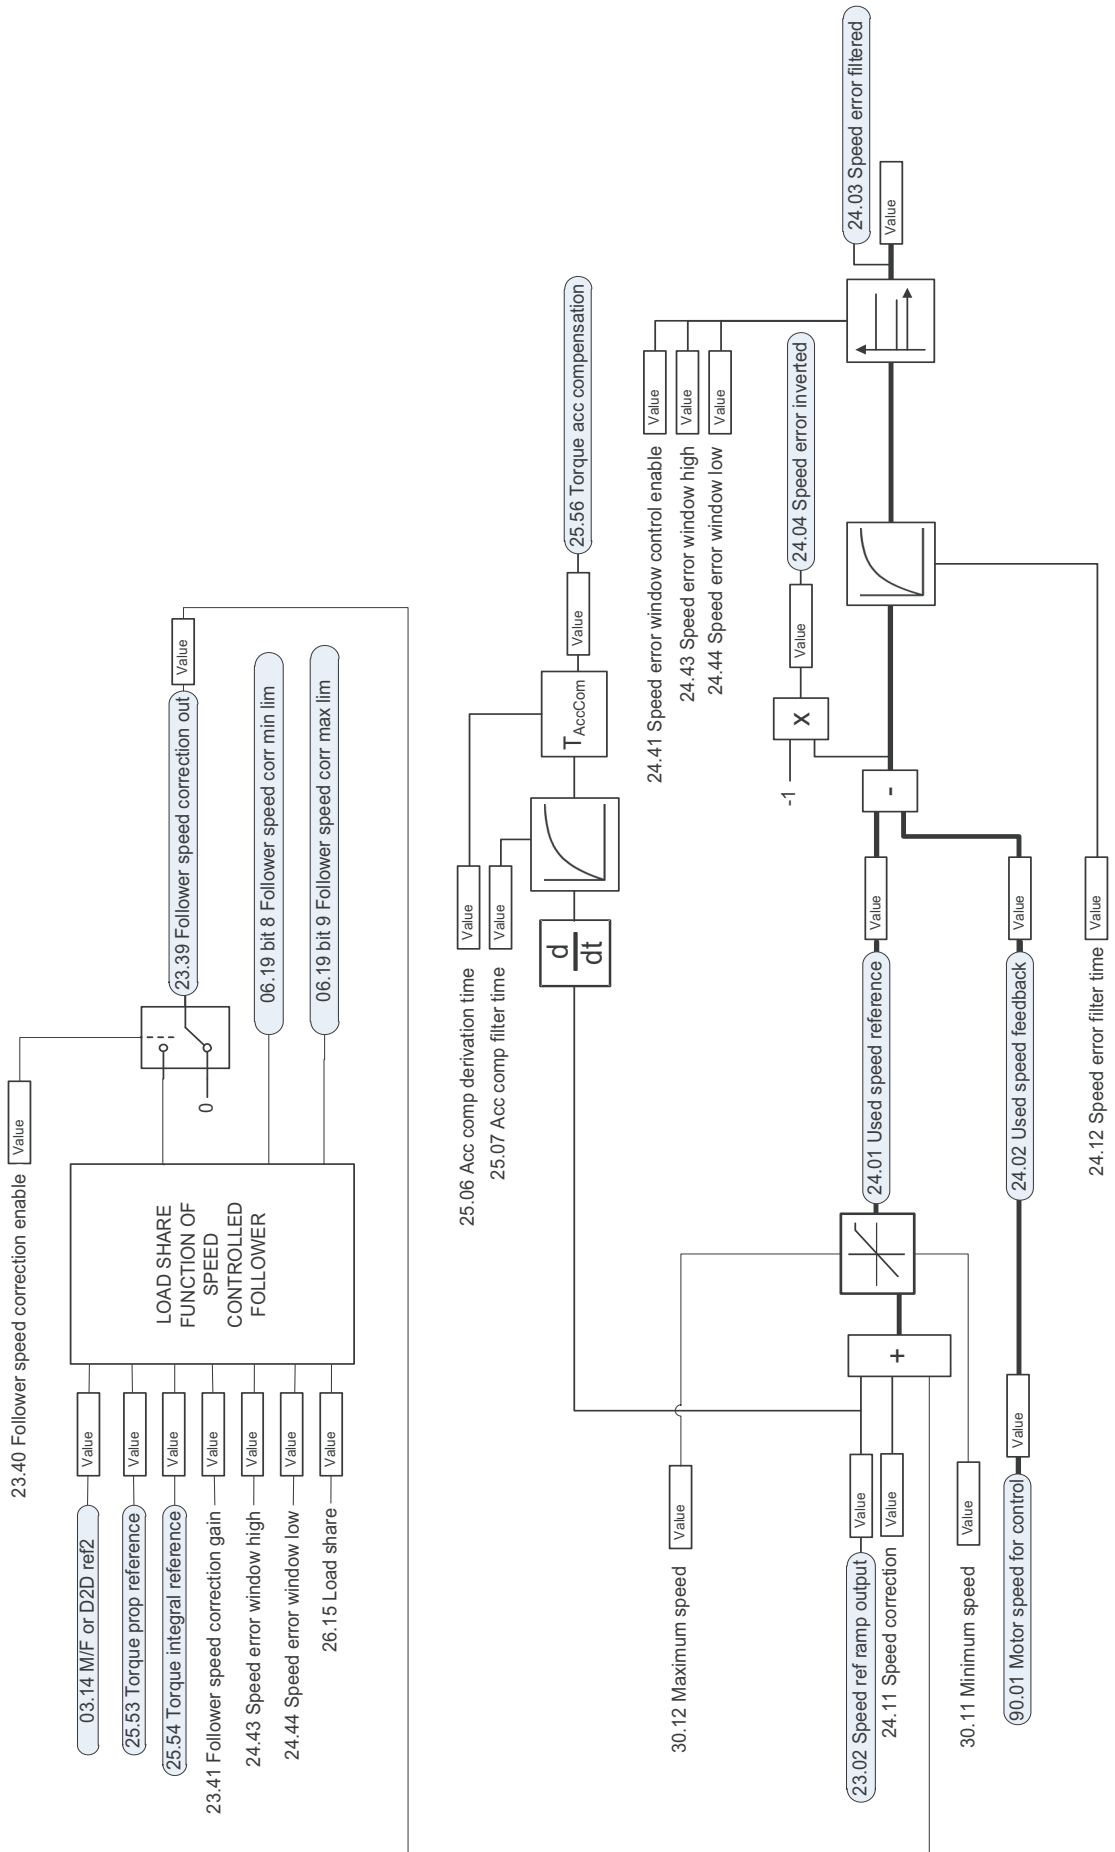 23.40 Follower speed correction enable
Value
03.14 M/F or D2D ref2
Value
25.53 Torque prop reference
Value
25.54 Torque integral reference
Value
23.41 Follower speed correction gain
Value
24.43 Speed error window high
Value
24.44 Speed error window low
Value
26.15 Load share
Value
LOAD SHARE
FUNCTION OF
SPEED
CONTROLLED
FOLLOWER
0
23.39 Follower speed correction out
Value
06.19 bit 8 Follower speed corr min lim
06.19 bit 9 Follower speed corr max lim
25.06 Acc comp derivation time
Value
25.07 Acc comp filter time
Value
d
dt
TAccCom
Value
25.56 Torque acc compensation
24.41 Speed error window control enable
Value
24.43 Speed error window high
Value
24.44 Speed error window low
Value
30.12 Maximum speed
Value
23.02 Speed ref ramp output
Value
24.11 Speed correction
Value
30.11 Minimum speed
Value
90.01 Motor speed for control
Value
+
24.01 Used speed reference
Value
24.02 Used speed feedback
Value
-
-1
X
Value
24.04 Speed error inverted
24.12 Speed error filter time
Value
24.03 Speed error filtered
Value